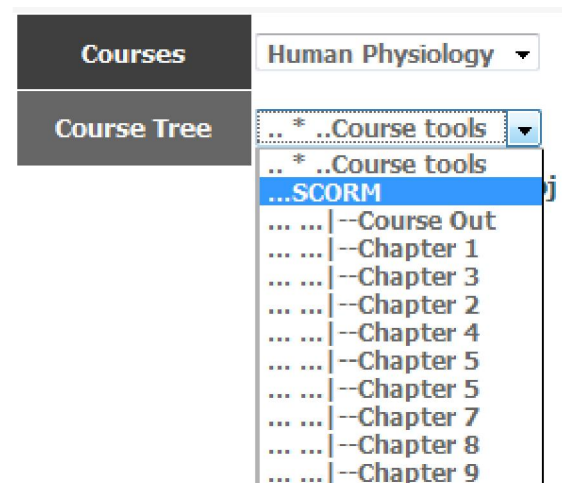 Courses Human Physiology
Course Tree .. * ..Course tools
.. * ..Course tools
...SCORM
... ...|--Course Out
... ...|--Chapter 1
... ...|--Chapter 3
... ...|--Chapter 2
... ...|--Chapter 4
... ...|--Chapter 5
... ...|--Chapter 5
... ...|--Chapter 7
... ...|--Chapter 8
... ...|--Chapter 9